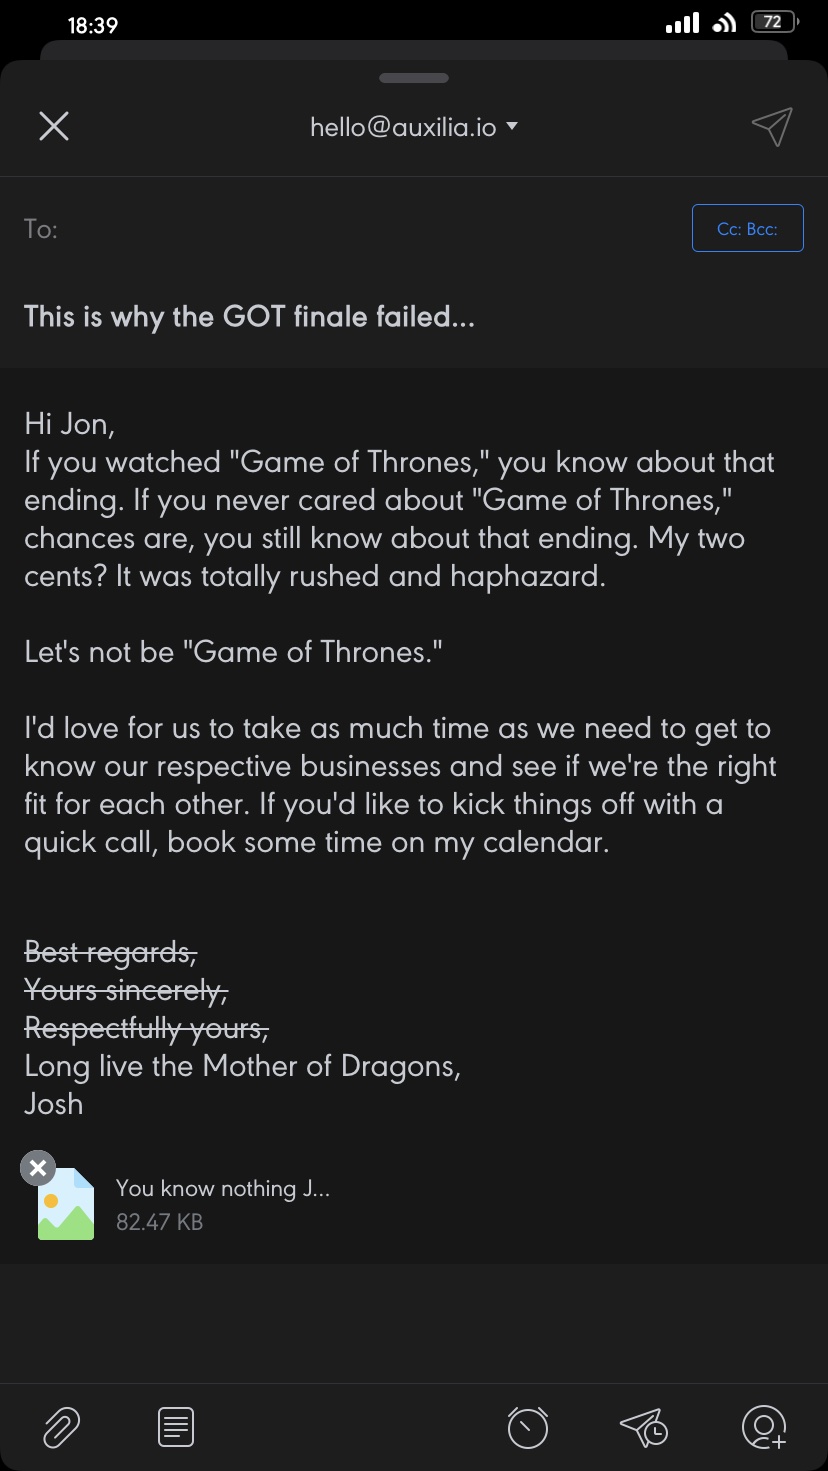 18:39
72
hello@auxilia.io
To:
Cc: Bcc:
This is why the GOT finale failed...
Hi Jon,
If you watched "Game of Thrones," you know about that
ending. If you never cared about "Game of Thrones,"
chances are, you still know about that ending. My two
cents? It was totally rushed and haphazard.
Let's not be "Game of Thrones."
I'd love for us to take as much time as we need to get to
know our respective businesses and see if we're the right
fit for each other. If you'd like to kick things off with a
quick call, book some time on my calendar.
Best regards,
Yours sincerely,
Respectfully yours,
Long live the Mother of Dragons,
Josh
You know nothing J...
82.47 KB